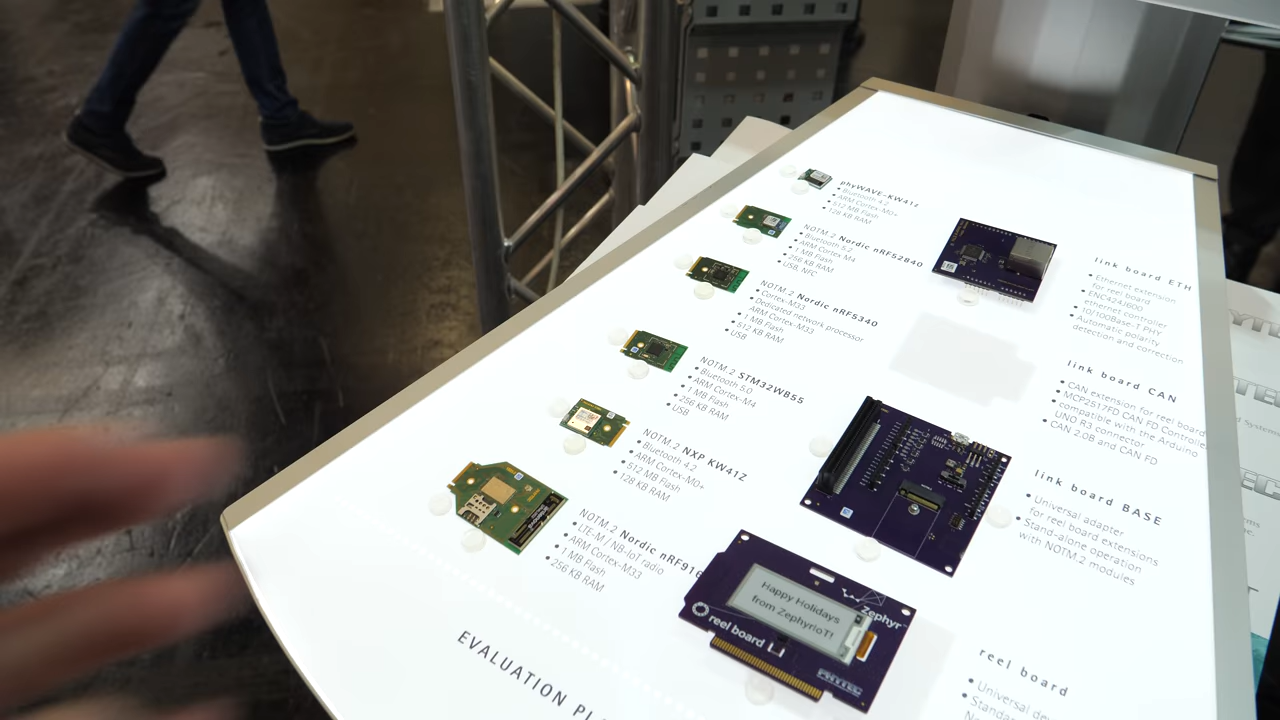 phyWAVE-KW41Z
• Bluetooth 4.2
• ARM Cortex-M0+
• 512 MB Flash
• 128 KB RAM
NOTM.2 Nordic nRF52840
• Bluetooth 5.2
• ARM Cortex M4
• 1 MB Flash
• 256 KB RAM
• USB, NFC
NOTM.2 Nordic nRF5340
• Cortex-M33
Dedicated network processor
• ARM Cortex-M33
• 1 MB Flash
• 512 KB RAM
• USB
NOTM.2 STM32WB55
• Bluetooth 5.0
• ARM Cortex-M4
• 1 MB Flash
• 256 KB RAM
• USB
NOTM.2 NXP KW41Z
• Bluetooth 4.2
• ARM Cortex-M0+
• 512 MB Flash
• 128 KB RAM
NOTM.2 Nordic nRF916
• LTE-M / NB-IoT radio
• ARM Cortex-M33
• 1 MB Flash
• 256 KB RAM
EVALUATION PL
link board ETH
• Ethernet extension
for reel board
• ENC424J600
ethernet controller
• 10/100Base-T PHY
• Automatic polarity
detection and correction
link board CAN
• CAN extension for reel board
• MCP2517FD CAN FD Controller
• compatible with the Arduino
UNO R3 connector
• CAN 2.0B and CAN FD
link board BASE
• Universal adapter
for reel board extensions
• Stand-alone operation
with NOTM.2 modules
Happy Holidays
from ZephyrIoT!
Zephyr™
reel board
PHYTEC
reel board
• Universal de
• Standa